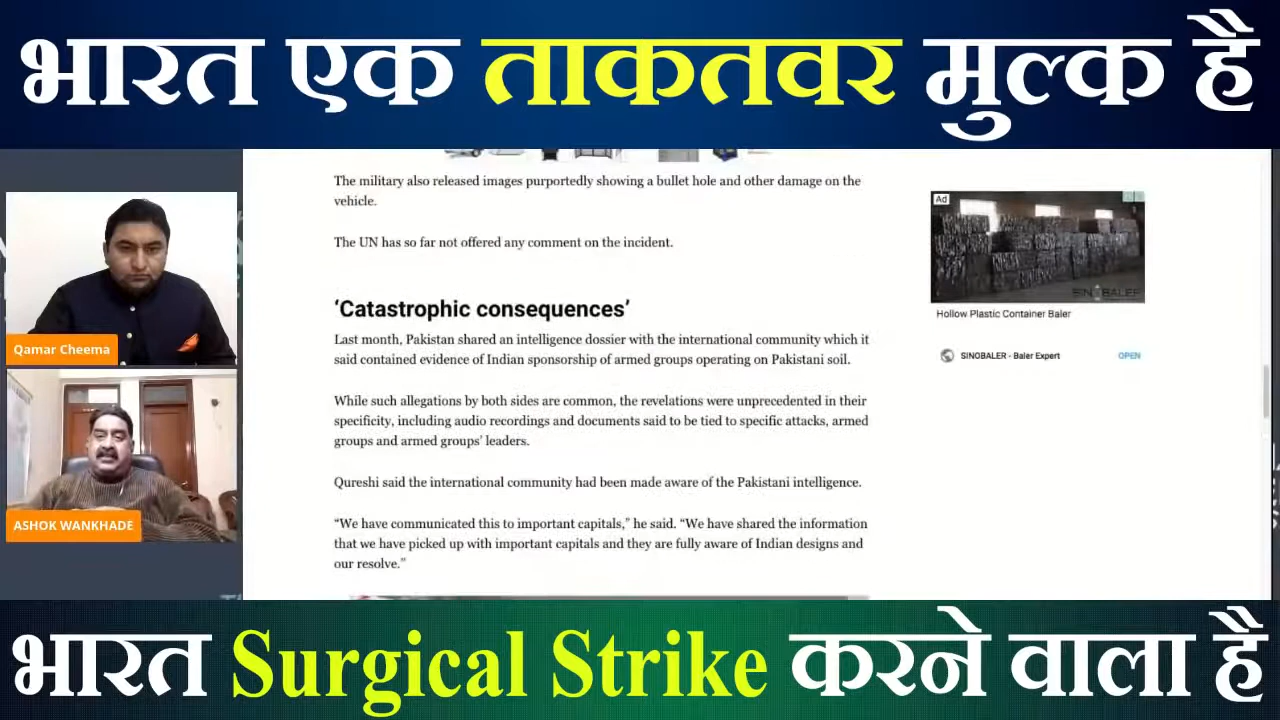 भारत एक ताकतवर मुल्क है
The military also released images purportedly showing a bullet hole and other damage on the
vehicle.
The UN has so far not offered any comment on the incident.
'Catastrophic consequences'
Last month, Pakistan shared an intelligence dossier with the international community which it
said contained evidence of Indian sponsorship of armed groups operating on Pakistani soil.
While such allegations by both sides are common, the revelations were unprecedented in their
specificity, including audio recordings and documents said to be tied to specific attacks, armed
groups and armed groups' leaders.
Qureshi said the international community had been made aware of the Pakistani intelligence.
“We have communicated this to important capitals,” he said. “We have shared the information
that we have picked up with important capitals and they are fully aware of Indian designs and
our resolve.”
Ad
SINOBALER
Hollow Plastic Container Baler
SINOBALER - Baler Expert
OPEN
Qamar Cheema
ASHOK WANKHADE
भारत Surgical Strike करने वाला है